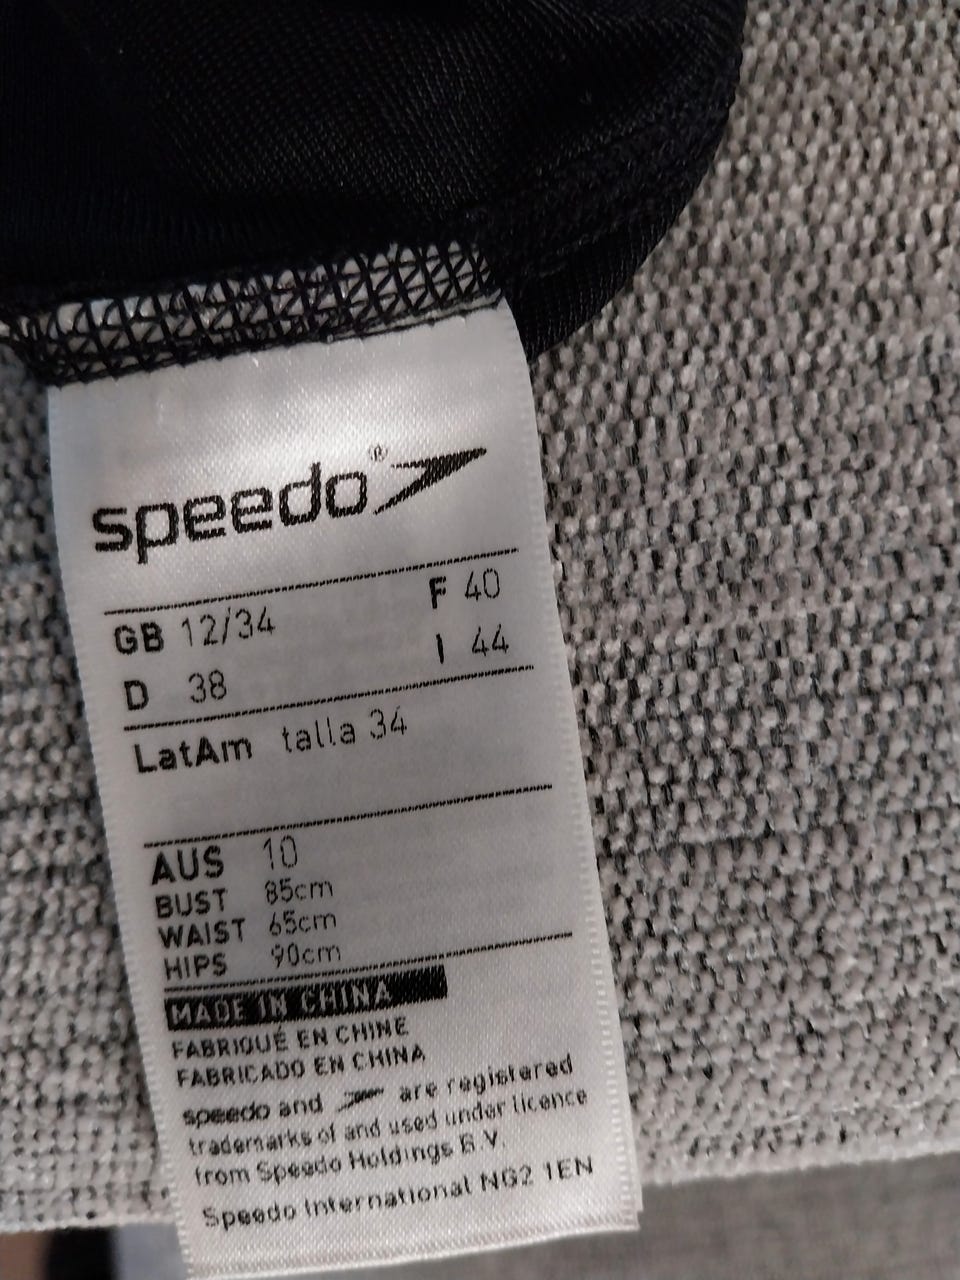 speedo®
GB 12/34 F 40
D 38 I 44
LatAm talla 34
AUS 10
BUST 85cm
WAIST 65cm
HIPS 90cm
MADE IN CHINA
FABRIQUÉ EN CHINE
FABRICADO EN CHINA
speedo and are registered
trademarks of and used under licence
from Speedo Holdings B.V.
Speedo International NG2 1EN